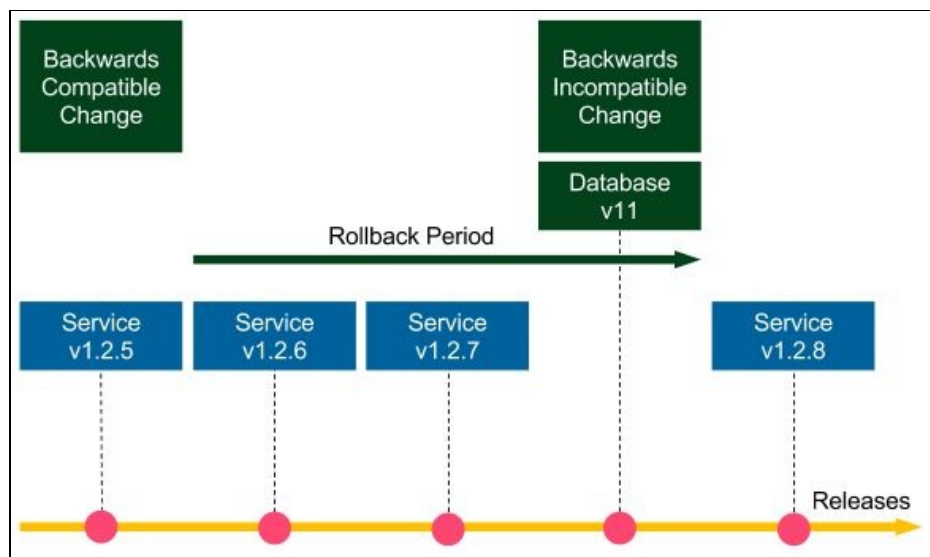 Backwards
Compatible
Change
Backwards
Incompatible
Change
Database
v11
Rollback Period
Service
v1.2.5
Service
v1.2.6
Service
v1.2.7
Service
v1.2.8
Releases